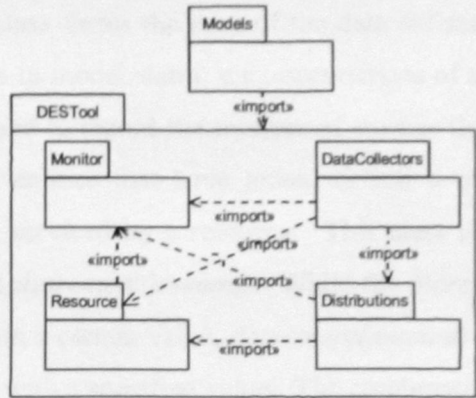 Models
«import»
DESTool
Monitor
DataCollectors
«import»
«import»
«import»
«import»
Resource
Distributions
«import»
«import»